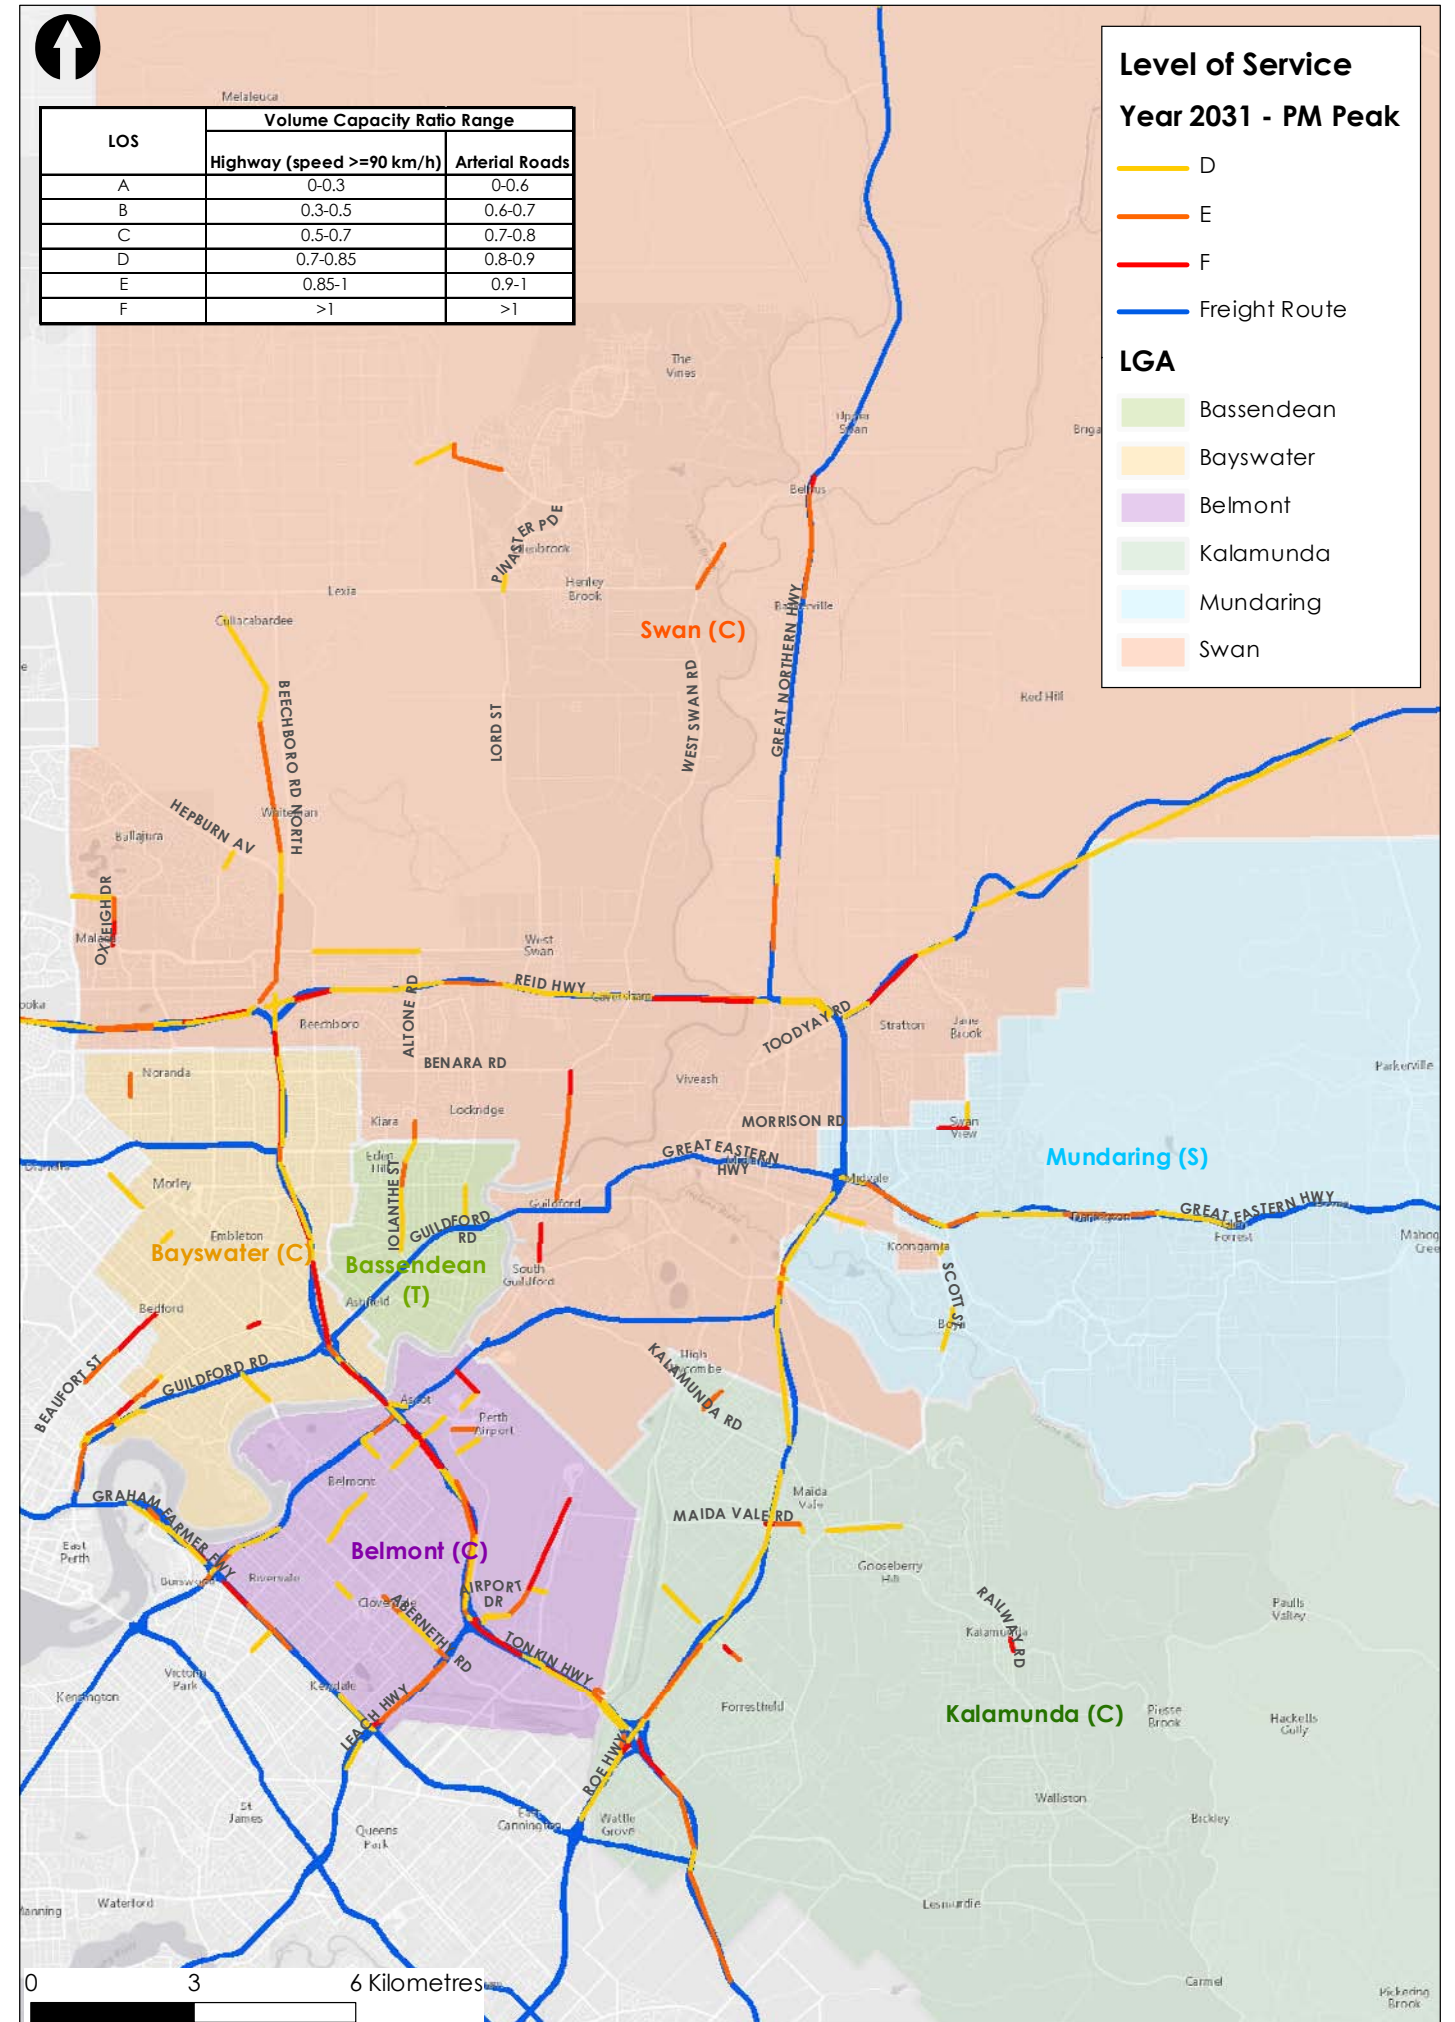 Level of Service
Year 2031 - PM Peak
D
E
F
Freight Route
LGA
Bassendean
Bayswater
Belmont
Kalamunda
Mundaring
Swan
LOS
Volume Capacity Ratio Range
Highway (speed >=90 km/h) Arterial Roads
A 0-0.3 0-0.6
B 0.3-0.5 0.6-0.7
C 0.5-0.7 0.7-0.8
D 0.7-0.85 0.8-0.9
E 0.85-1 0.9-1
F >1 >1
Melaleuca
The
Vines
Upper
Swan
PINASTER PDE
Lexia
Henley
Brook
Cullacabardee
Swan (C)
Red Hill
BEECHBORO RD NORTH
LORD ST
WEST SWAN RD
GREAT NORTHERN HWY
HEPBURN AV
Ballajura
OXLEIGH DR
West
Swan
REID HWY
Beechboro
ALTONE RD
TOODYAY RD
Stratton
Jane
Brook
BENARA RD
Noranda
Viveash
Parkerville
Kiara
Lockridge
MORRISON RD
Swan
View
GREAT EASTERN
HWY
Mundaring (S)
Eden
Hill
Morley
Midvale
IOLANTHE ST
Guildford
GUILDFORD
RD
GREAT EASTERN HWY
Darlington
Glen
Forrest
Embleton
Bayswater (C)
Bassendean
(T)
South
Guildford
Koongamia
SCOTT ST
Boya
Bedford
Ashfield
High
Wycombe
KALAMUNDA RD
BEAUFORT ST
GUILDFORD RD
Ascot
Perth
Airport
Belmont
GRAHAM FARMER FWY
MAIDA VALE RD
Maida
Vale
East
Perth
Belmont (C)
Gooseberry
Hill
Burswood
Rivervale
Cloverdale
AIRPORT
DR
ABERNETHY RD
RAILWAY RD
Kalamunda
Paulls
Valley
TONKIN HWY
Victoria
Park
Kensington
Kewdale
LEACH HWY
Forrestfield
Kalamunda (C)
Piesse
Brook
Hacketts
Gully
ROE HWY
Walliston
St
James
Queens
Park
East
Cannington
Wattle
Grove
Bickley
Waterford
Manning
Lesmurdie
0 3 6 Kilometres
Carmel
Pickering
Brook